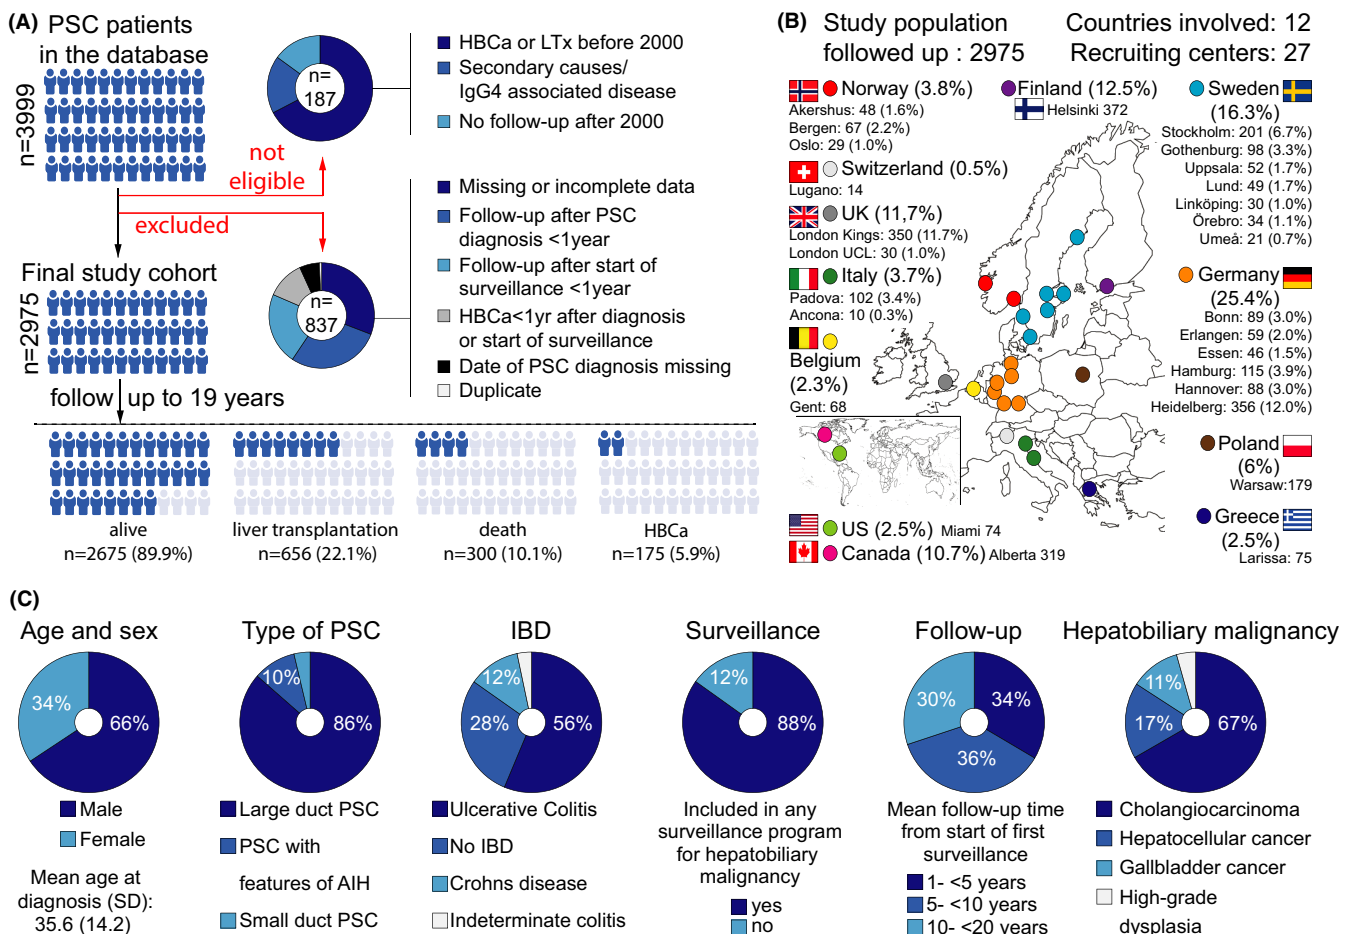 (A) PSC patients
in the database
n=3999
n=
187
HBCa or LTx before 2000
Secondary causes/
IgG4 associated disease
No follow-up after 2000
not
eligible
excluded
Final study cohort
n=2975
n=
837
Missing or incomplete data
Follow-up after PSC
diagnosis <1year
Follow-up after start of
surveillance <1year
HBCa<1yr after diagnosis
or start of surveillance
Date of PSC diagnosis missing
Duplicate
follow up to 19 years
alive
n=2675 (89.9%)
liver transplantation
n=656 (22.1%)
death
n=300 (10.1%)
HBCa
n=175 (5.9%)
(B) Study population
followed up : 2975
Countries involved: 12
Recruiting centers: 27
Norway (3.8%)
Akershus: 48 (1.6%)
Bergen: 67 (2.2%)
Oslo: 29 (1.0%)
Switzerland (0.5%)
Lugano: 14
UK (11,7%)
London Kings: 350 (11.7%)
London UCL: 30 (1.0%)
Italy (3.7%)
Padova: 102 (3.4%)
Ancona: 10 (0.3%)
Belgium
(2.3%)
Gent: 68
Finland (12.5%)
Helsinki 372
Sweden
(16.3%)
Stockholm: 201 (6.7%)
Gothenburg: 98 (3.3%)
Uppsala: 52 (1.7%)
Lund: 49 (1.7%)
Linköping: 30 (1.0%)
Örebro: 34 (1.1%)
Umeå: 21 (0.7%)
Germany
(25.4%)
Bonn: 89 (3.0%)
Erlangen: 59 (2.0%)
Essen: 46 (1.5%)
Hamburg: 115 (3.9%)
Hannover: 88 (3.0%)
Heidelberg: 356 (12.0%)
Poland
(6%)
Warsaw:179
Greece
(2.5%)
Larissa: 75
US (2.5%) Miami 74
Canada (10.7%) Alberta 319
(C)
Age and sex
34%
66%
Male
Female
Mean age at
diagnosis (SD):
35.6 (14.2)
Type of PSC
10%
86%
Large duct PSC
PSC with
features of AIH
Small duct PSC
IBD
12%
28%
56%
Ulcerative Colitis
No IBD
Crohns disease
Indeterminate colitis
Surveillance
12%
88%
Included in any
surveillance program
for hepatobiliary
malignancy
yes
no
Follow-up
30%
34%
36%
Mean follow-up time
from start of first
surveillance
1- <5 years
5- <10 years
10- <20 years
Hepatobiliary malignancy
11%
17%
67%
Cholangiocarcinoma
Hepatocellular cancer
Gallbladder cancer
High-grade
dysplasia